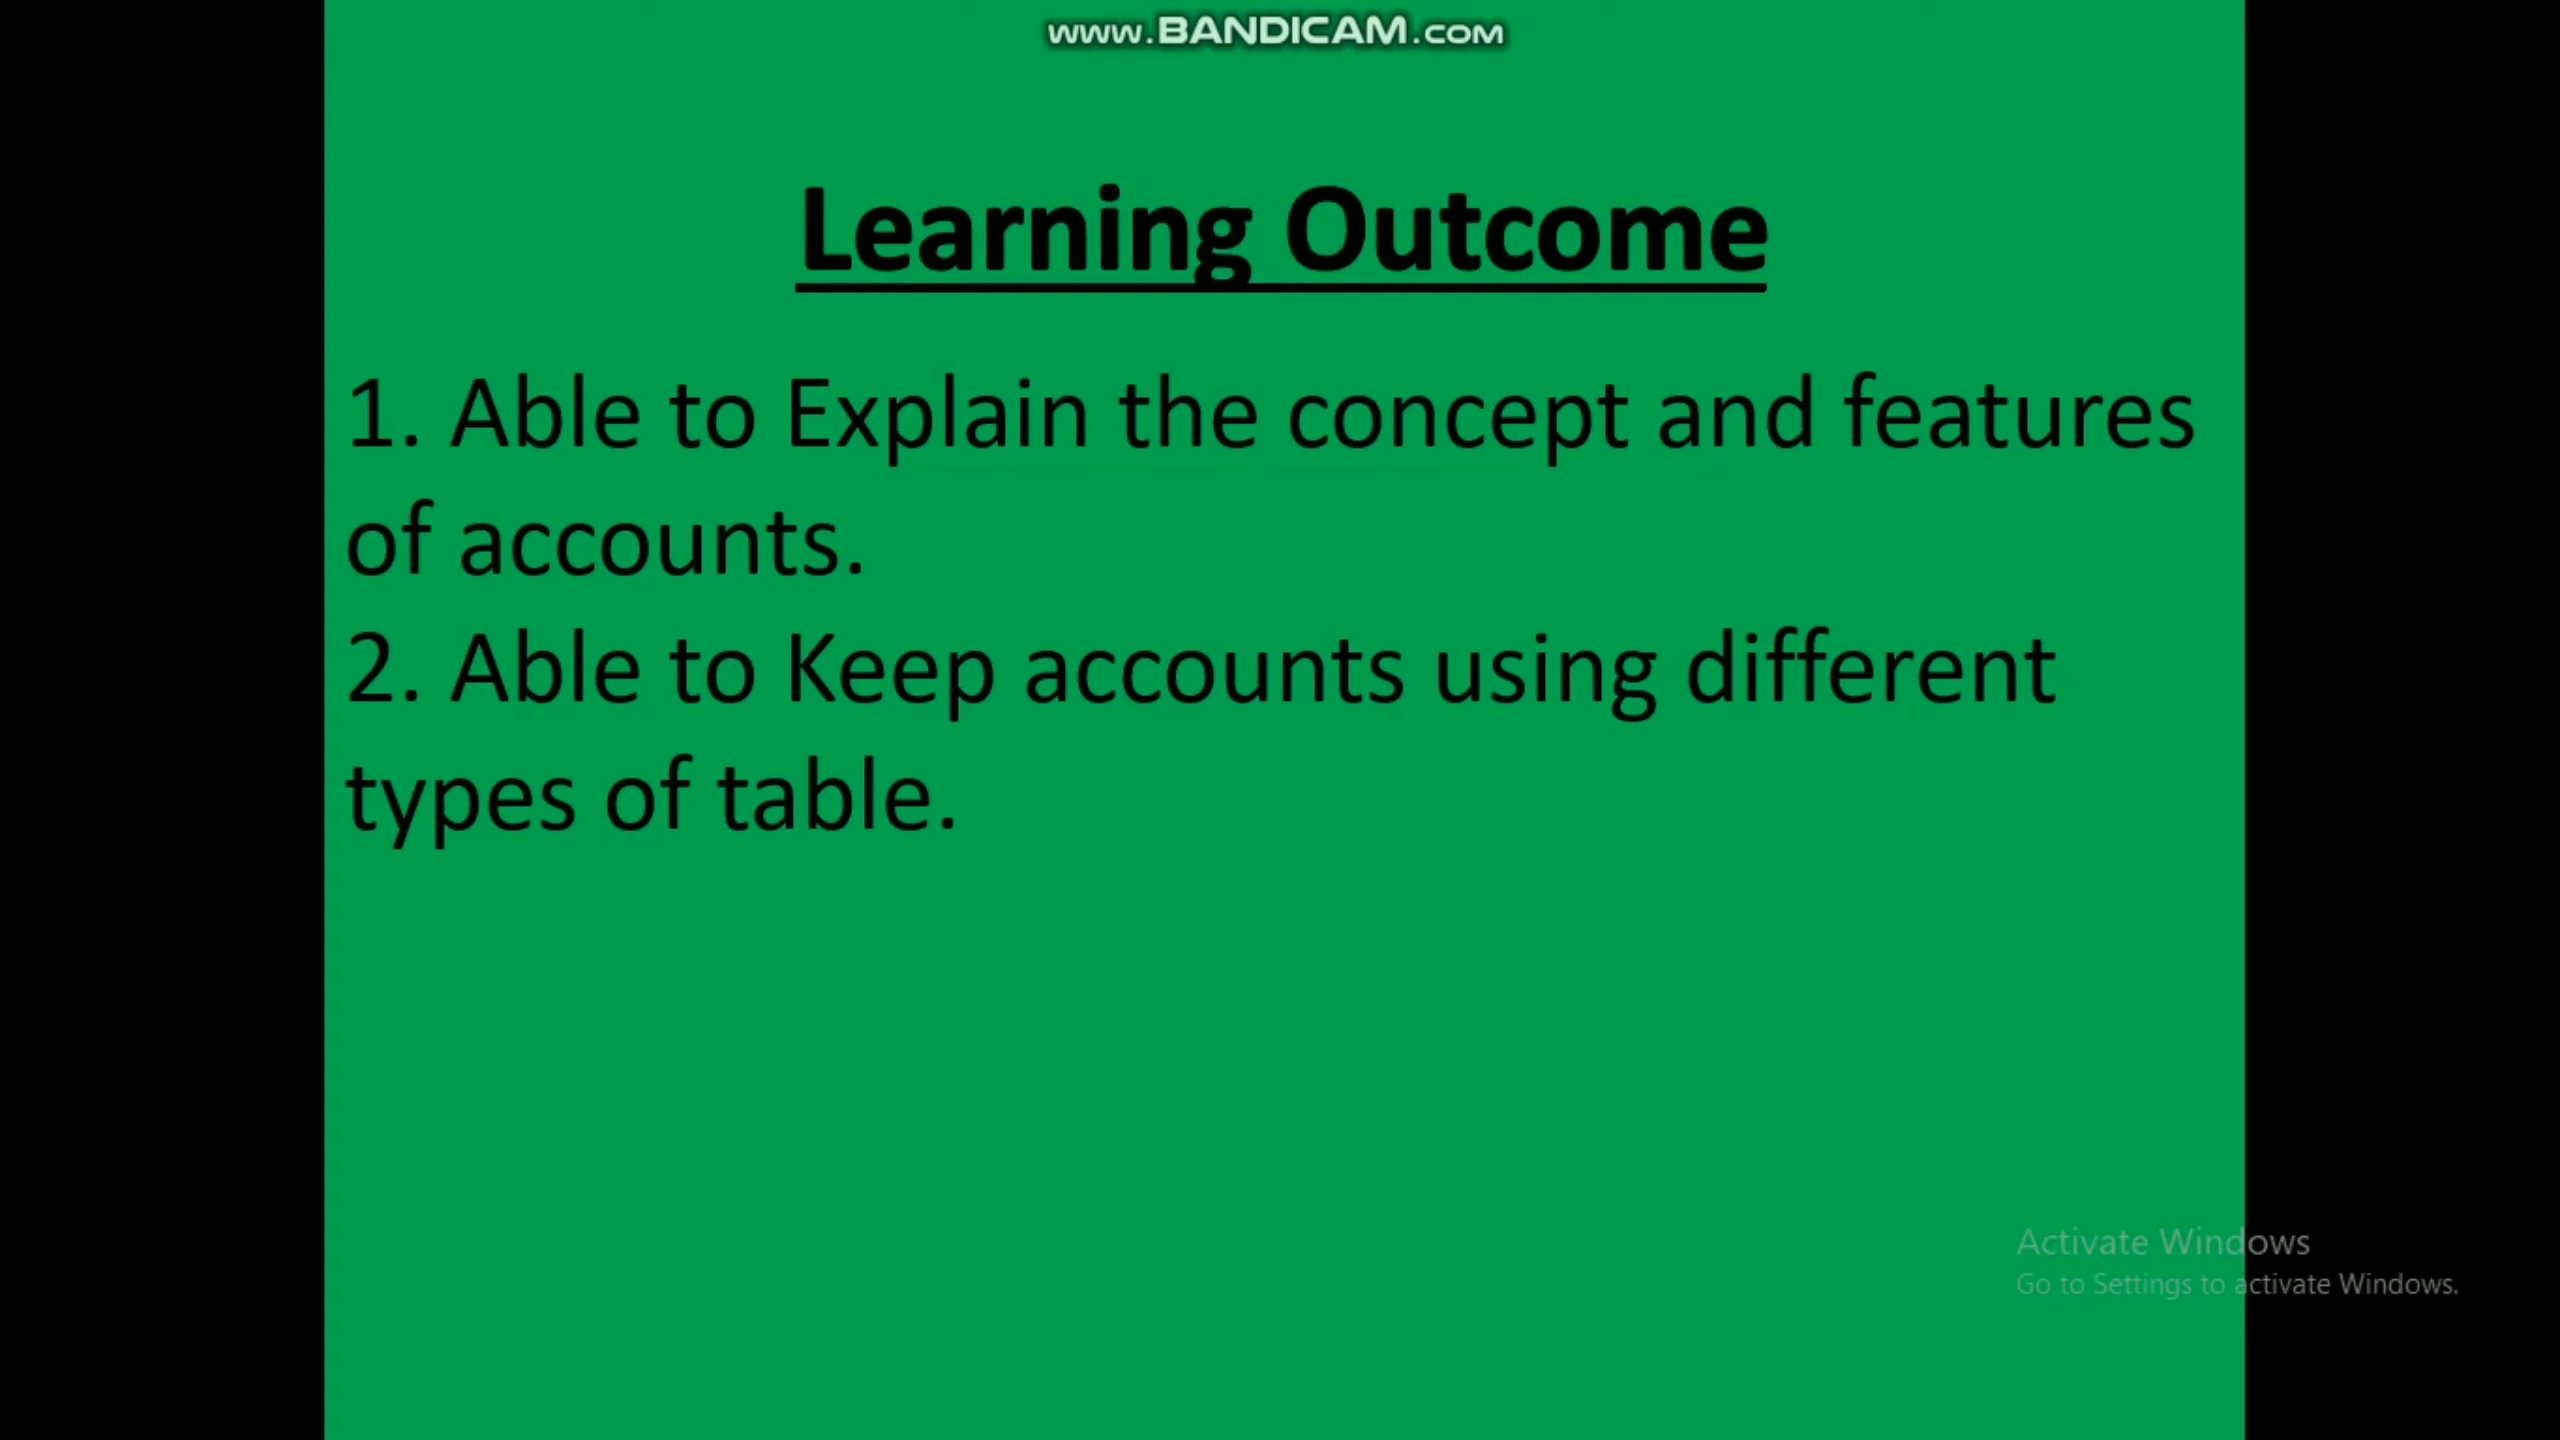 www.BANDICAM.com
Learning Outcome
1. Able to Explain the concept and features
of accounts.
2. Able to Keep accounts using different
types of table.
Activate Windows
Go to Settings to activate Windows.